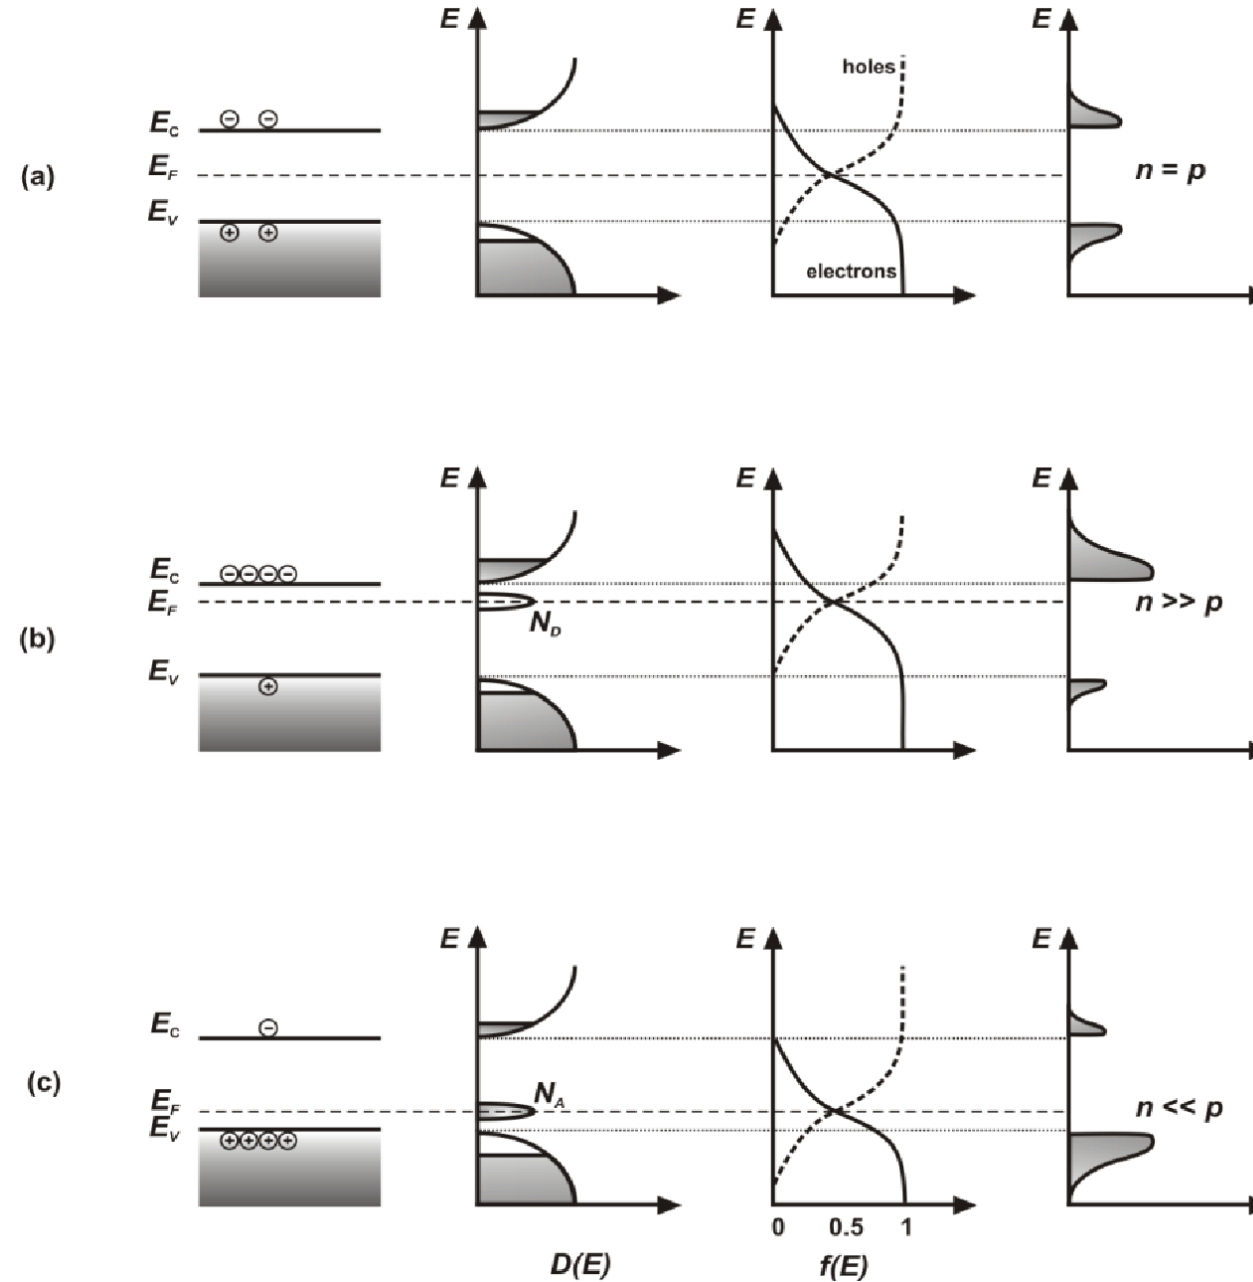 E
E
E
holes
E_C
(a)
E_F
n = p
E_V
electrons
E
E
E
E_C
E_F
n >> p
N_D
(b)
E_V
E
E
E
E_C
(c)
N_A
E_F
n << p
E_V
0 0.5 1
D(E)
f(E)